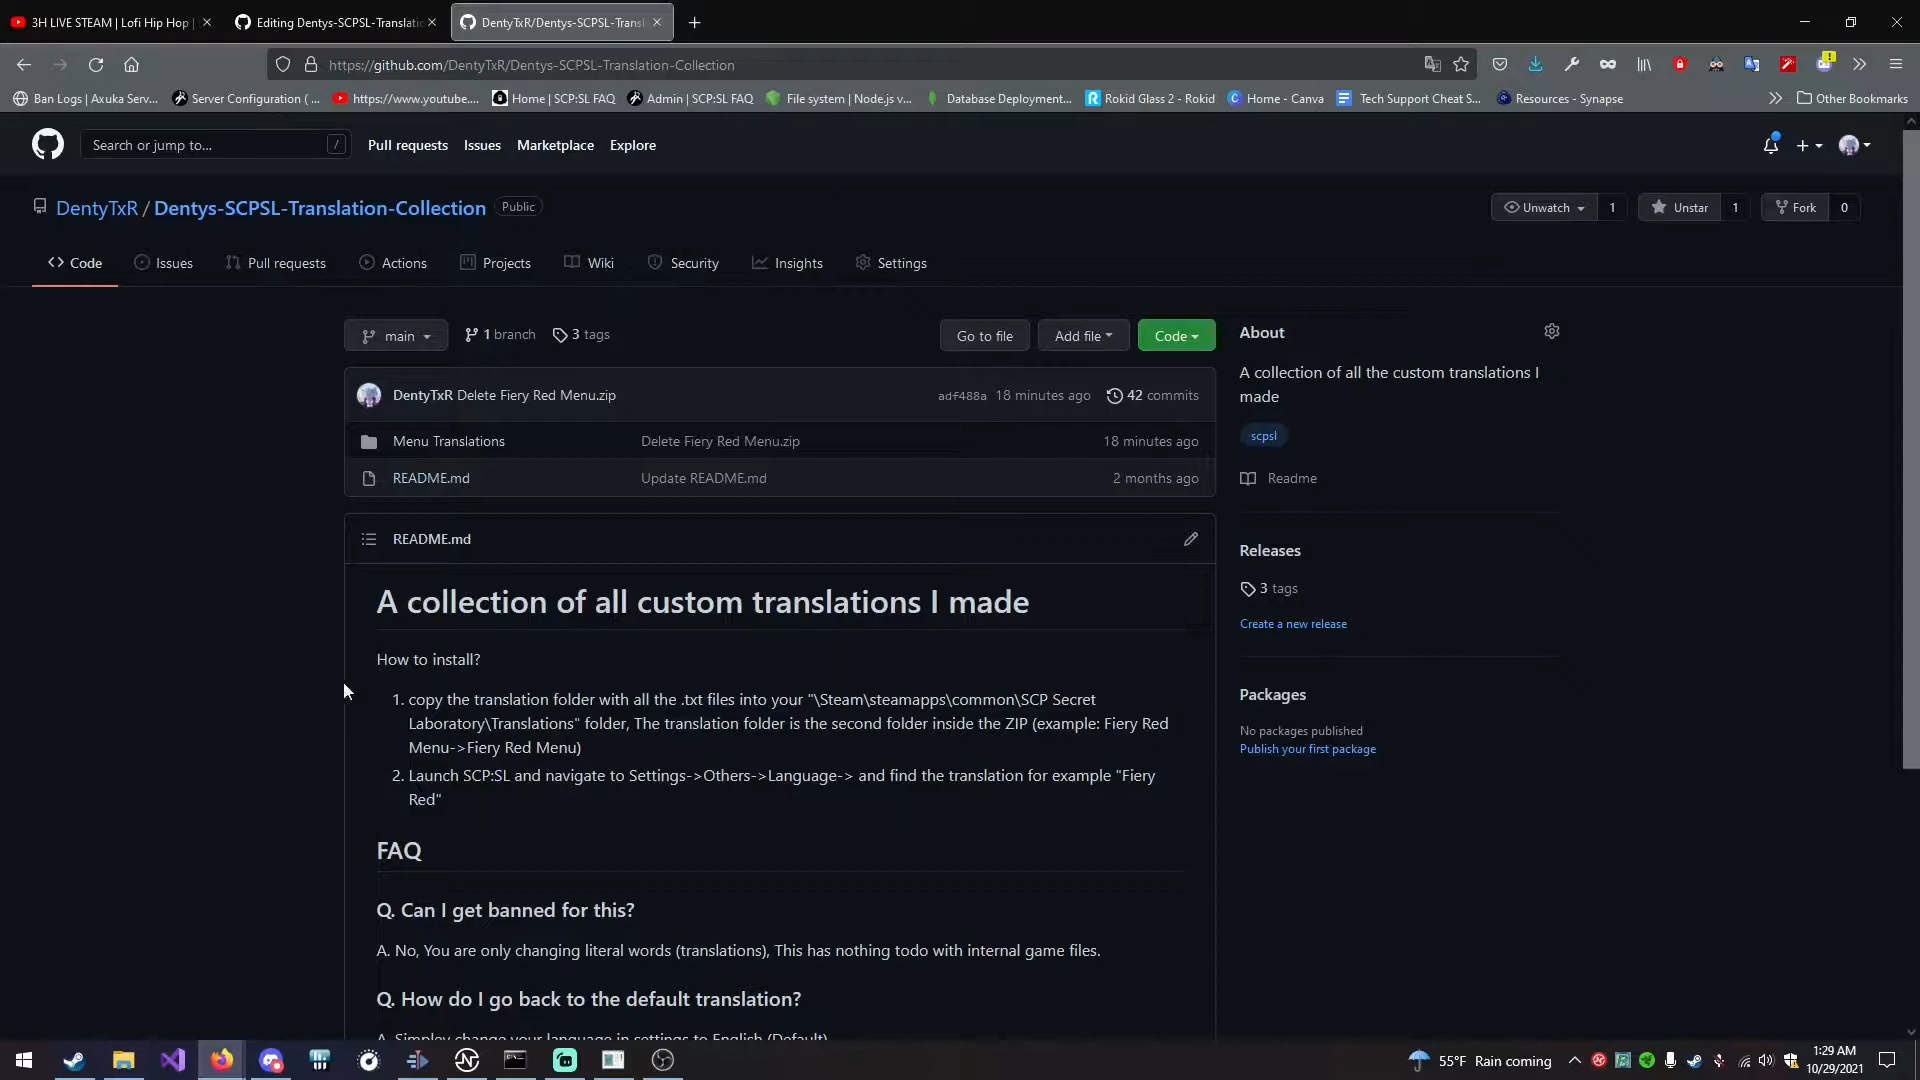 3H LIVE STEAM | Lofi Hip Hop |
Editing Dentys-SCPSL-Translatio
DentyTxR/Dentys-SCPSL-Transl
https://github.com/DentyTxR/Dentys-SCPSL-Translation-Collection
Ban Logs | Axuka Serv...
Server Configuration ( ...
https://www.youtube....
Home | SCP:SL FAQ
Admin | SCP:SL FAQ
File system | Node.js v...
Database Deployment...
Rokid Glass 2 - Rokid
Home - Canva
Tech Support Cheat S...
Resources - Synapse
Other Bookmarks
Search or jump to...
/
Pull requests
Issues
Marketplace
Explore
DentyTxR / Dentys-SCPSL-Translation-Collection
Public
Unwatch
1
Unstar
1
Fork
0
Code
Issues
Pull requests
Actions
Projects
Wiki
Security
Insights
Settings
main
1 branch
3 tags
Go to file
Add file
Code
DentyTxR Delete Fiery Red Menu.zip
adf488a 18 minutes ago
42 commits
Menu Translations
Delete Fiery Red Menu.zip
18 minutes ago
README.md
Update README.md
2 months ago
README.md
A collection of all custom translations I made
How to install?
1. copy the translation folder with all the .txt files into your "\Steam\steamapps\common\SCP Secret
Laboratory\Translations" folder, The translation folder is the second folder inside the ZIP (example: Fiery Red
Menu->Fiery Red Menu)
2. Launch SCP:SL and navigate to Settings->Others->Language-> and find the translation for example "Fiery
Red"
FAQ
Q. Can I get banned for this?
A. No, You are only changing literal words (translations), This has nothing todo with internal game files.
Q. How do I go back to the default translation?
A. Simpley change your language in settings to English (Default)
About
A collection of all the custom translations I
made
scpsl
Readme
Releases
3 tags
Create a new release
Packages
No packages published
Publish your first package
55°F Rain coming
1:29 AM
10/29/2021